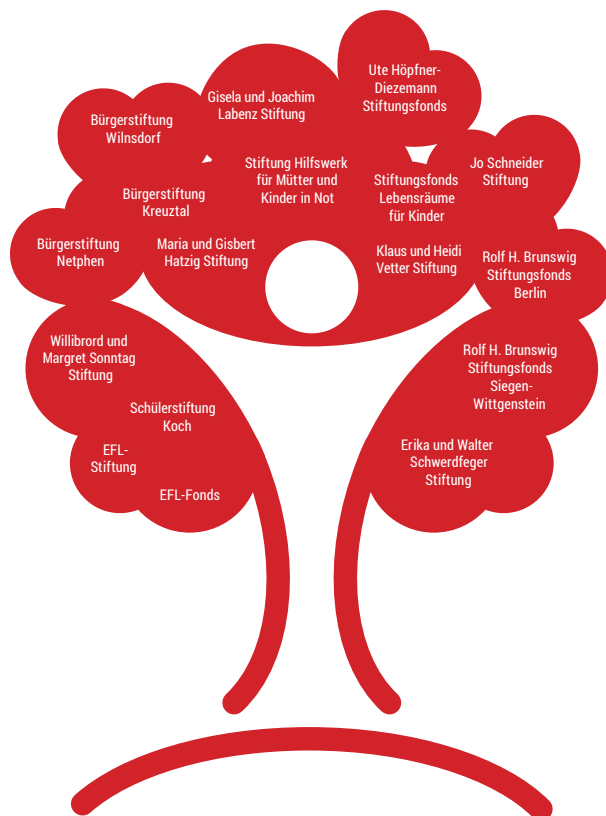 Ute Höpfner-
Diezemann
Stiftungsfonds
Gisela und Joachim
Labenz Stiftung
Bürgerstiftung
Wilnsdorf
Stiftung Hilfswerk
für Mütter und
Kinder in Not
Jo Schneider
Stiftung
Stiftungsfonds
Lebensräume
für Kinder
Bürgerstiftung
Kreuztal
Bürgerstiftung
Netphen
Maria und Gisbert
Hatzig Stiftung
Klaus und Heidi
Vetter Stiftung
Rolf H. Brunswig
Stiftungsfonds
Berlin
Willibrord und
Margret Sonntag
Stiftung
Rolf H. Brunswig
Stiftungsfonds
Siegen-
Wittgenstein
Schülerstiftung
Koch
EFL-
Stiftung
Erika und Walter
Schwerdfeger
Stiftung
EFL-Fonds